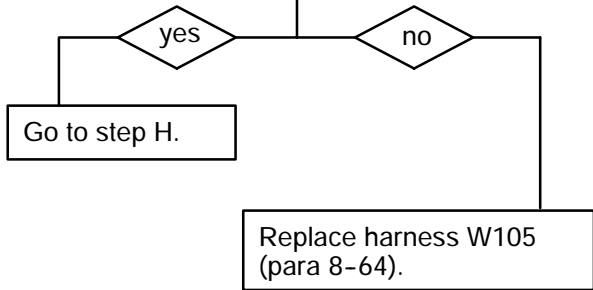 yes
no
Go to step H.
Replace harness W105
(para 8-64).